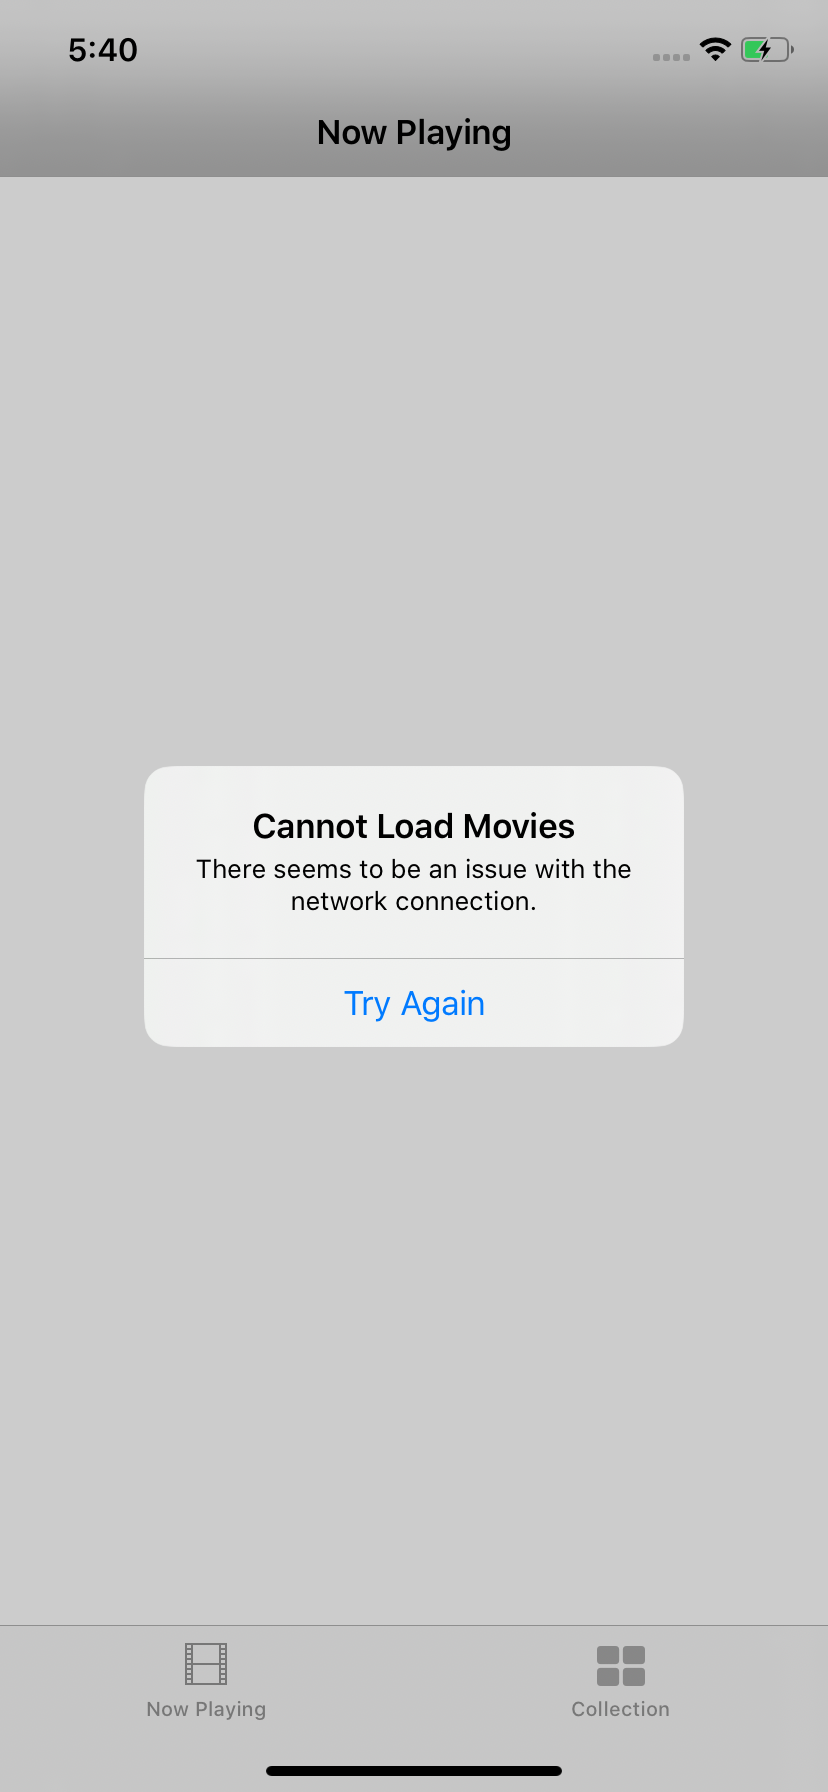 5:40
Now Playing
Cannot Load Movies
There seems to be an issue with the
network connection.
Try Again
Now Playing
Collection